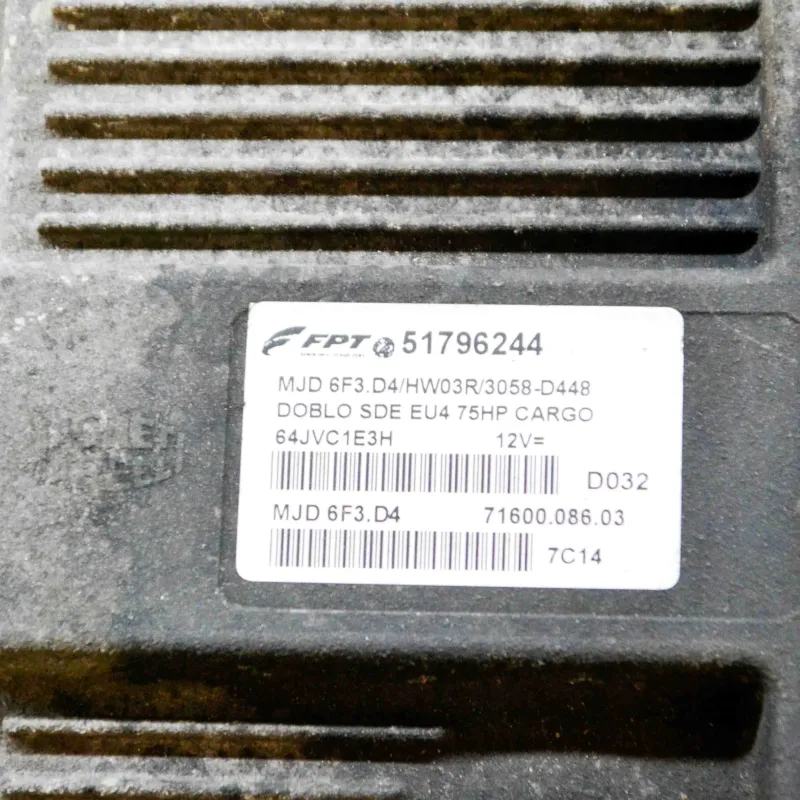 FPT 51796244
MJD 6F3.D4/HW03R/3058-D448
DOBLO SDE EU4 75HP CARGO
64JVC1E3H 12V=
D032
MJD 6F3.D4 71600.086.03
7C14